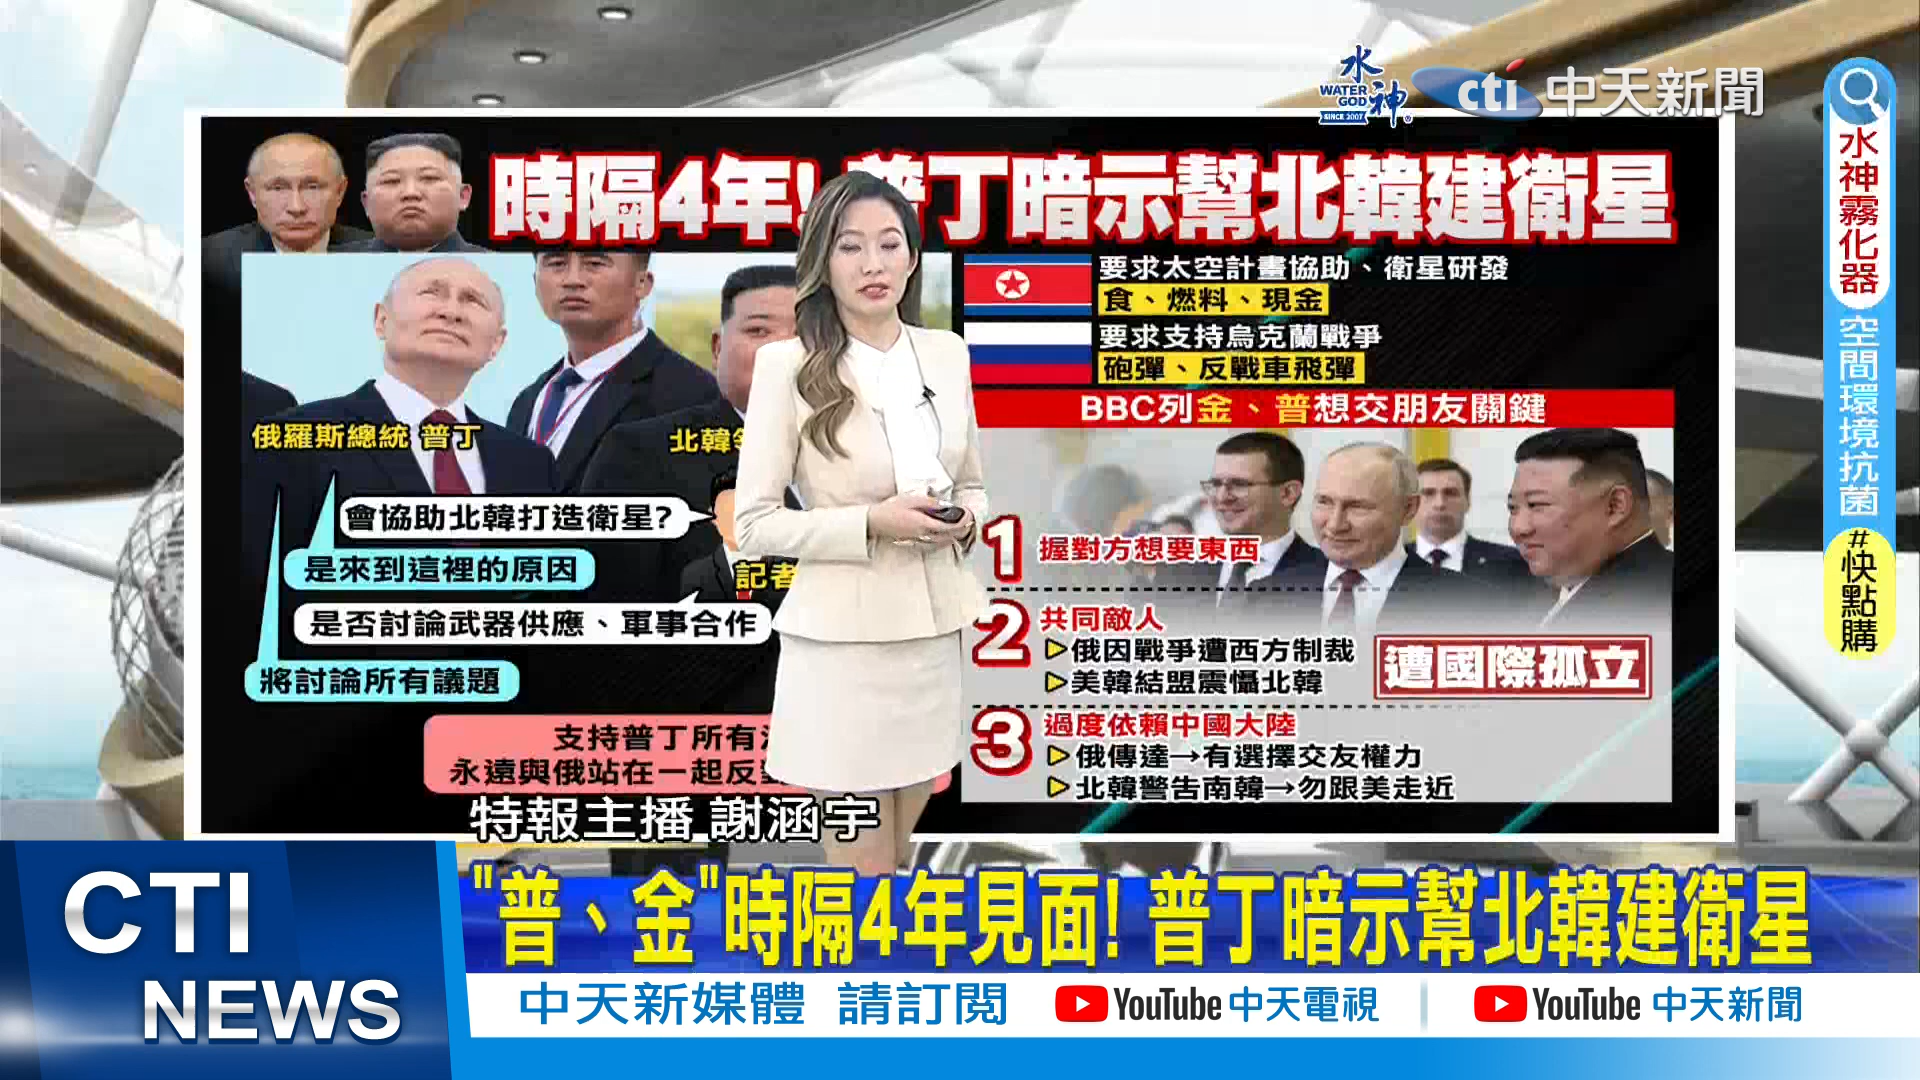 水神
WATER
GOD
SINCE 2007
cti 中天新聞
時隔4年! 普丁暗示幫北韓建衛星
要求太空計畫協助、衛星研發
食、燃料、現金
要求支持烏克蘭戰爭
砲彈、反戰車飛彈
BBC列金、普想交朋友關鍵
俄羅斯總統 普丁
北韓
會協助北韓打造衛星?
是來到這裡的原因
記者
是否討論武器供應、軍事合作
將討論所有議題
支持普丁所有
永遠與俄站在一起反
1 握對方想要東西
2 共同敵人
俄因戰爭遭西方制裁
美韓結盟震懾北韓
遭國際孤立
3 過度依賴中國大陸
俄傳達→有選擇交友權力
北韓警告南韓→勿跟美走近
特報主播 謝涵宇
水神霧化器
空間環境抗菌
#快點購
CTI
NEWS
"普、金"時隔4年見面! 普丁暗示幫北韓建衛星
中天新媒體 請訂閱 YouTube 中天電視 | YouTube 中天新聞